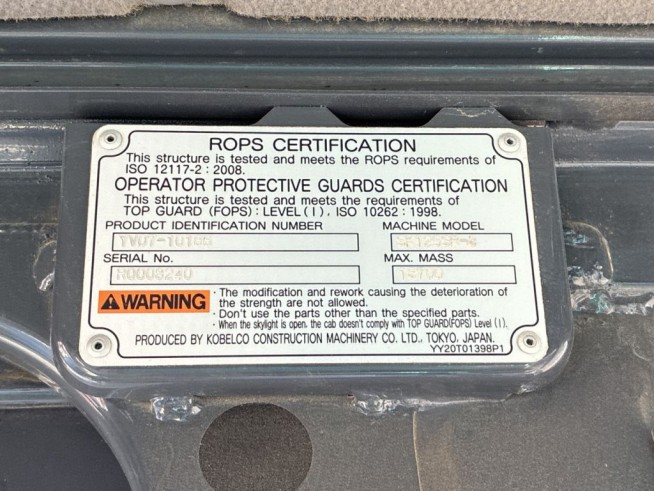 ROPS CERTIFICATION
This structure is tested and meets the ROPS requirements of
ISO 12117-2 : 2008.
OPERATOR PROTECTIVE GUARDS CERTIFICATION
This structure is tested and meets the requirements of
TOP GUARD (FOPS) : LEVEL (I), ISO 10262 : 1998.
PRODUCT IDENTIFICATION NUMBER MACHINE MODEL
SERIAL No. MAX. MASS
R0003240
WARNING
· The modification and rework causing the deterioration of
the strength are not allowed.
· Don't use the parts other than the specified parts.
· When the skylight is open, the cab doesn't comply with TOP GUARD(FOPS) Level (I).
PRODUCED BY KOBELCO CONSTRUCTION MACHINERY CO. LTD., TOKYO, JAPAN.
YY20T01398P1